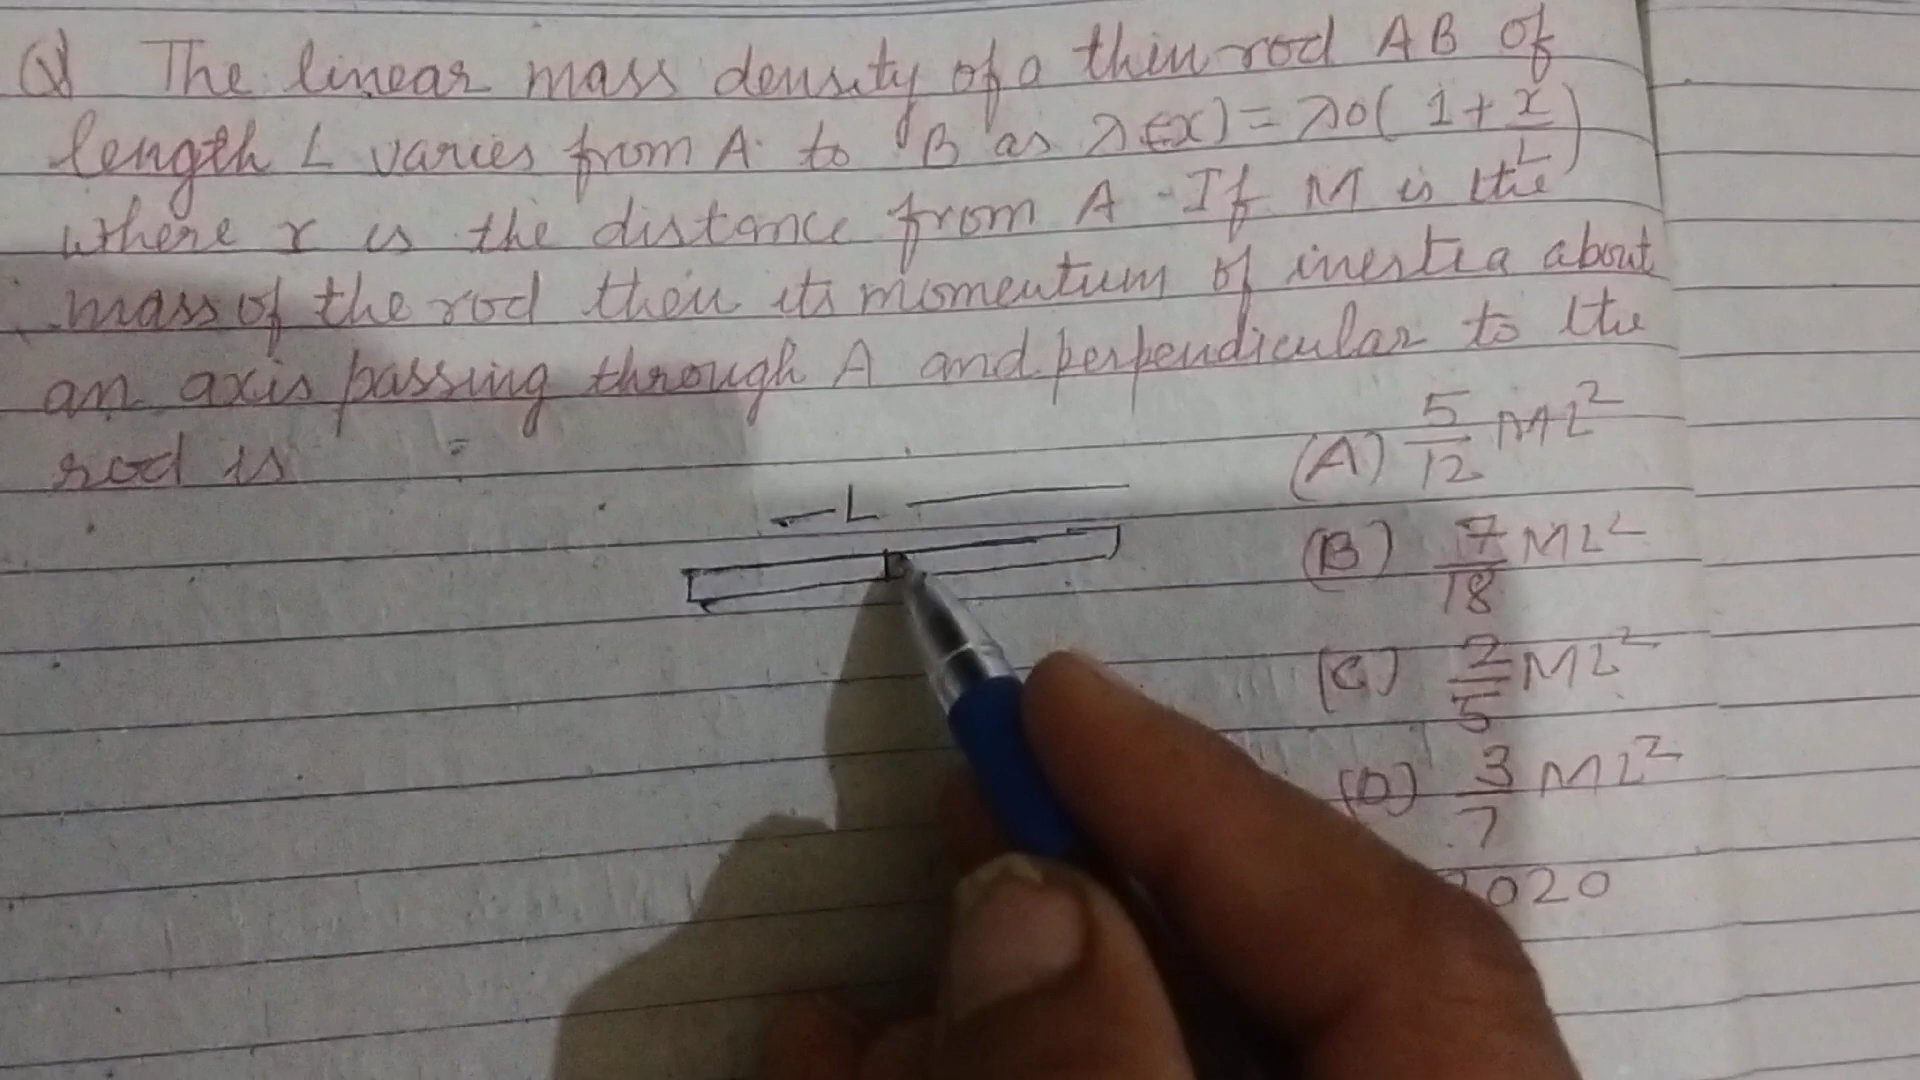 Q The linear mass density of a thin rod AB of
length L varies from A to B as λ(x) = λ0( 1 + x/L )
where x is the distance from A . If M is the
mass of the rod then its momentum of inertia about
an axis passing through A and perpendicular to the
rod is
(A) 5/12 ML²
L
(B) 7/18 ML²
(C) 2/5 ML²
(D) 3/7 ML²
2020